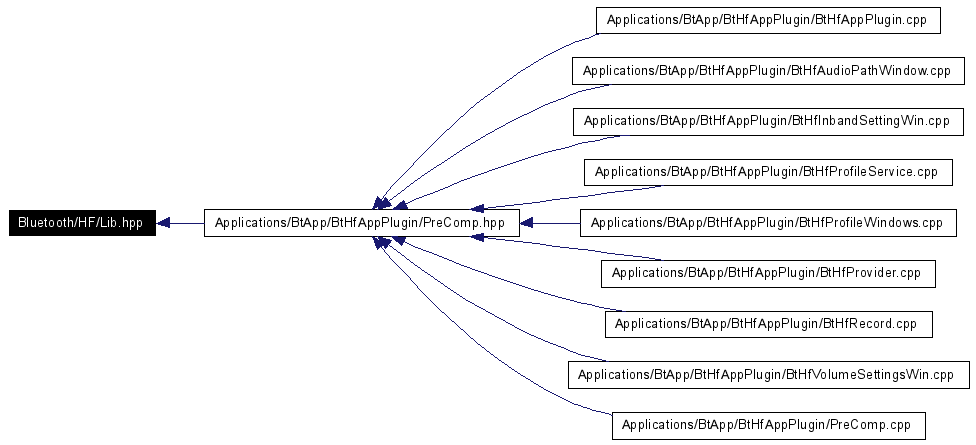 Applications/BtApp/BtHfAppPlugin/BtHfAppPlugin.cpp
Applications/BtApp/BtHfAppPlugin/BtHfAudioPathWindow.cpp
Applications/BtApp/BtHfAppPlugin/BtHfInbandSettingWin.cpp
Applications/BtApp/BtHfAppPlugin/BtHfProfileService.cpp
Bluetooth/HF/Lib.hpp
Applications/BtApp/BtHfAppPlugin/PreComp.hpp
Applications/BtApp/BtHfAppPlugin/BtHfProfileWindows.cpp
Applications/BtApp/BtHfAppPlugin/BtHfProvider.cpp
Applications/BtApp/BtHfAppPlugin/BtHfRecord.cpp
Applications/BtApp/BtHfAppPlugin/BtHfVolumeSettingsWin.cpp
Applications/BtApp/BtHfAppPlugin/PreComp.cpp